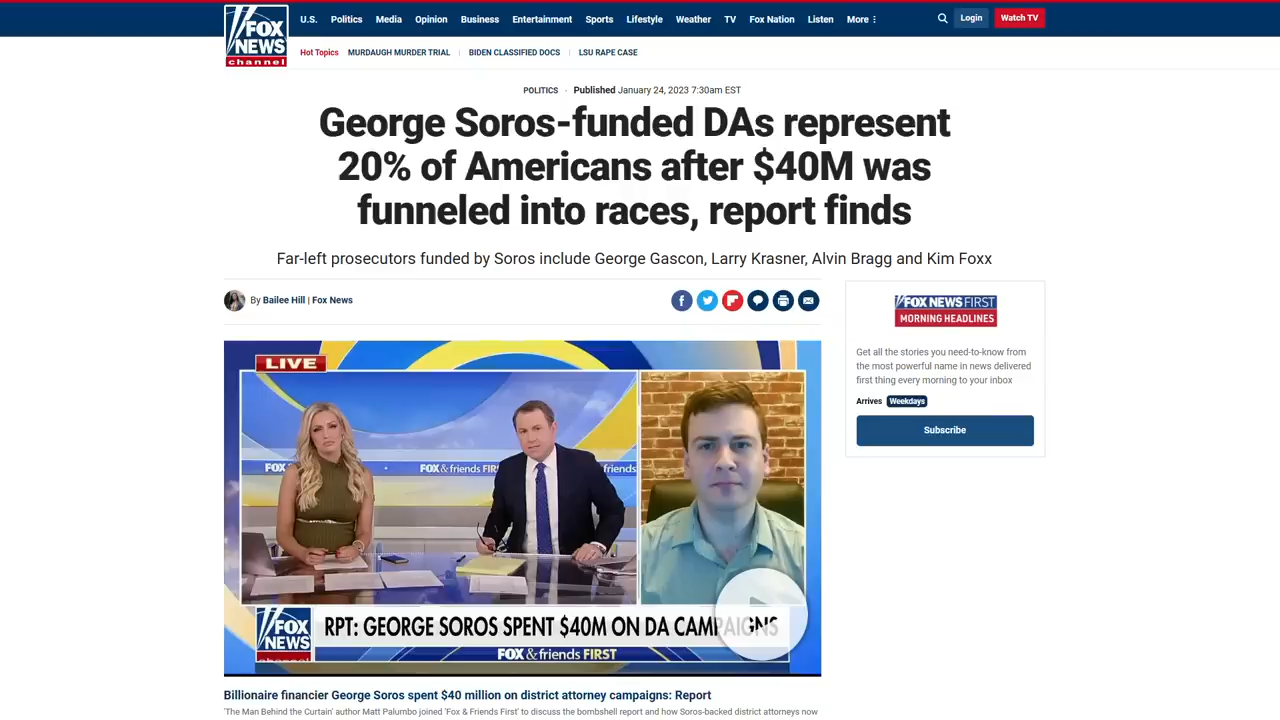 U.S. Politics Media Opinion Business Entertainment Sports Lifestyle Weather TV Fox Nation Listen More Login Watch TV
FOX
NEWS
channel
Hot Topics MURDAUGH MURDER TRIAL BIDEN CLASSIFIED DOCS LSU RAPE CASE
POLITICS · Published January 24, 2023 7:30am EST
George Soros-funded DAs represent
20% of Americans after $40M was
funneled into races, report finds
Far-left prosecutors funded by Soros include George Gascon, Larry Krasner, Alvin Bragg and Kim Foxx
By Bailee Hill | Fox News
FOX NEWS FIRST
MORNING HEADLINES
Get all the stories you need-to-know from
the most powerful name in news delivered
first thing every morning to your inbox
Arrives Weekdays
Subscribe
LIVE
FOX FOX & friends FIR friends
FOX
NEWS
channel
RPT: GEORGE SOROS SPENT $40M ON DA CAMPAIGNS
FOX & friends FIRST
Billionaire financier George Soros spent $40 million on district attorney campaigns: Report
'The Man Behind the Curtain' author Matt Palumbo joined 'Fox & Friends First' to discuss the bombshell report and how Soros-backed district attorneys now